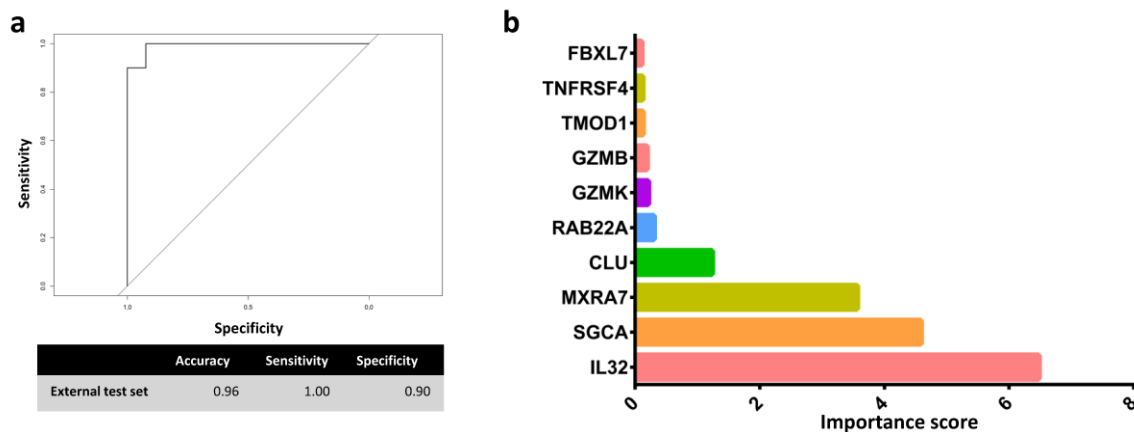 a
1.0
0.8
0.6
0.4
0.2
0.0
Sensitivity
1.0 0.5 0.0
Specificity
Accuracy Sensitivity Specificity
External test set 0.96 1.00 0.90
b
FBXL7
TNFRSF4
TMOD1
GZMB
GZMK
RAB22A
CLU
MXRA7
SGCA
IL32
0 2 4 6 8
Importance score